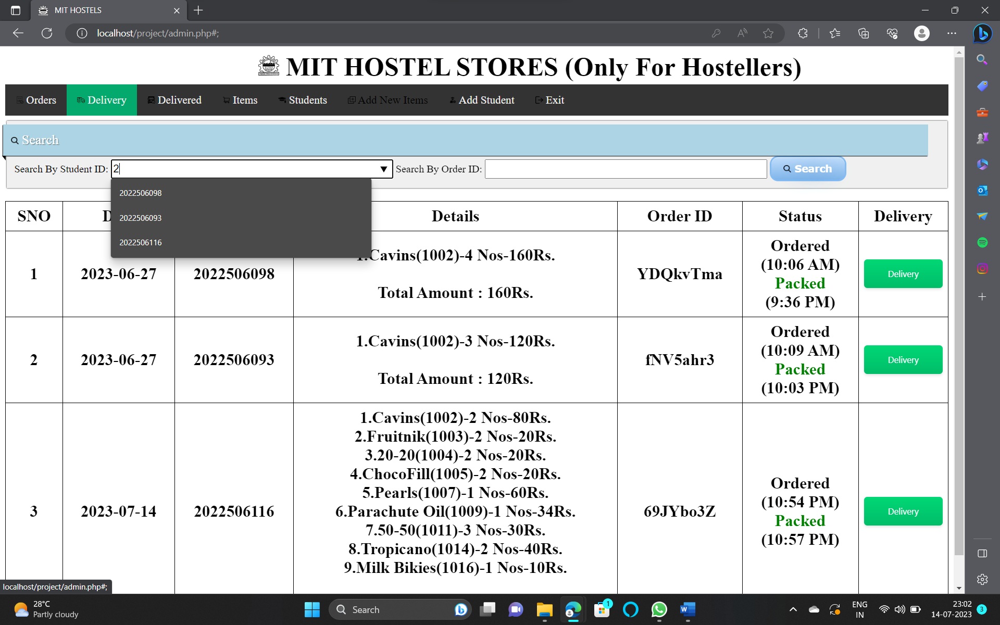 MIT HOSTELS
localhost/project/admin.php#;
MIT HOSTEL STORES (Only For Hostellers)
Orders Delivery Delivered Items Students Add New Items Add Student Exit
Search
Search By Student ID: 2 Search By Order ID: Search
2022506098
2022506093
2022506116
SNO D Details Order ID Status Delivery
1 2023-06-27 2022506098
1.Cavins(1002)-4 Nos-160Rs.
Total Amount : 160Rs.
YDQkvTma
Ordered
(10:06 AM)
Packed
(9:36 PM)
Delivery
2 2023-06-27 2022506093
1.Cavins(1002)-3 Nos-120Rs.
Total Amount : 120Rs.
fNV5ahr3
Ordered
(10:09 AM)
Packed
(10:03 PM)
Delivery
3 2023-07-14 2022506116
1.Cavins(1002)-2 Nos-80Rs.
2.Fruitnik(1003)-2 Nos-20Rs.
3.20-20(1004)-2 Nos-20Rs.
4.ChocoFill(1005)-2 Nos-20Rs.
5.Pearls(1007)-1 Nos-60Rs.
6.Parachute Oil(1009)-1 Nos-34Rs.
7.50-50(1011)-3 Nos-30Rs.
8.Tropicano(1014)-2 Nos-40Rs.
9.Milk Bikies(1016)-1 Nos-10Rs.
69JYbo3Z
Ordered
(10:54 PM)
Packed
(10:57 PM)
Delivery
localhost/project/admin.php#;
28°C
Partly cloudy
Search
1
ENG
IN
23:02
14-07-2023
3